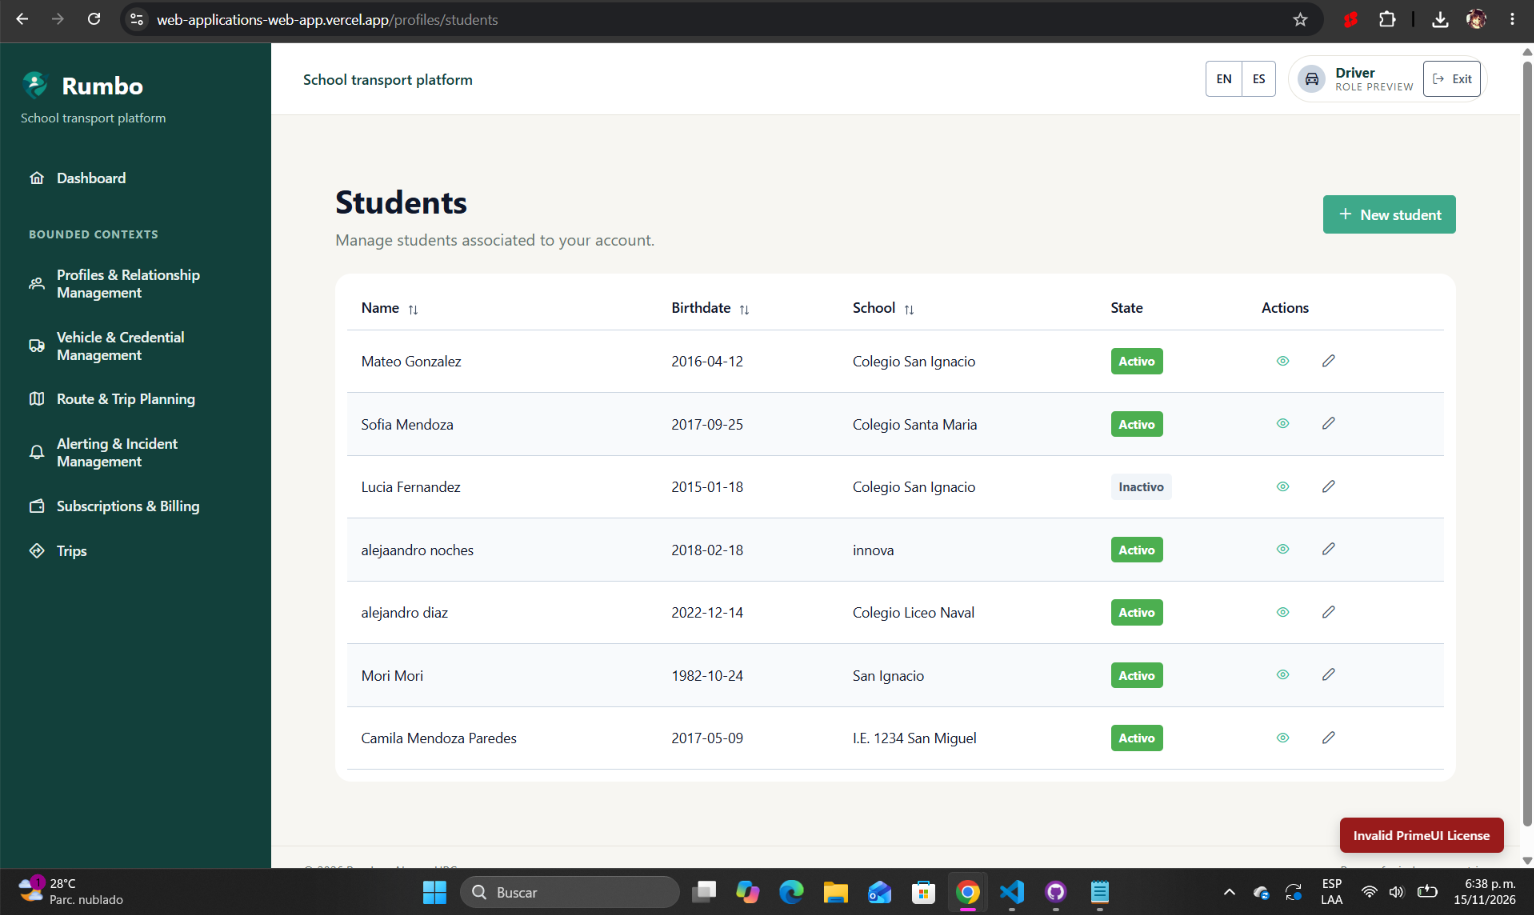 web-applications-web-app.vercel.app/profiles/students
Rumbo
School transport platform
Dashboard
BOUNDED CONTEXTS
Profiles & Relationship
Management
Vehicle & Credential
Management
Route & Trip Planning
Alerting & Incident
Management
Subscriptions & Billing
Trips
School transport platform
EN ES
Driver
ROLE PREVIEW
Exit
Students
Manage students associated to your account.
+ New student
Name Birthdate School State Actions
Mateo Gonzalez 2016-04-12 Colegio San Ignacio Activo
Sofia Mendoza 2017-09-25 Colegio Santa Maria Activo
Lucia Fernandez 2015-01-18 Colegio San Ignacio Inactivo
alejaandro noches 2018-02-18 innova Activo
alejandro diaz 2022-12-14 Colegio Liceo Naval Activo
Mori Mori 1982-10-24 San Ignacio Activo
Camila Mendoza Paredes 2017-05-09 I.E. 1234 San Miguel Activo
Invalid PrimeUI License
1
28°C
Parc. nublado
Buscar
ESP
LAA
6:38 p. m.
15/11/2026